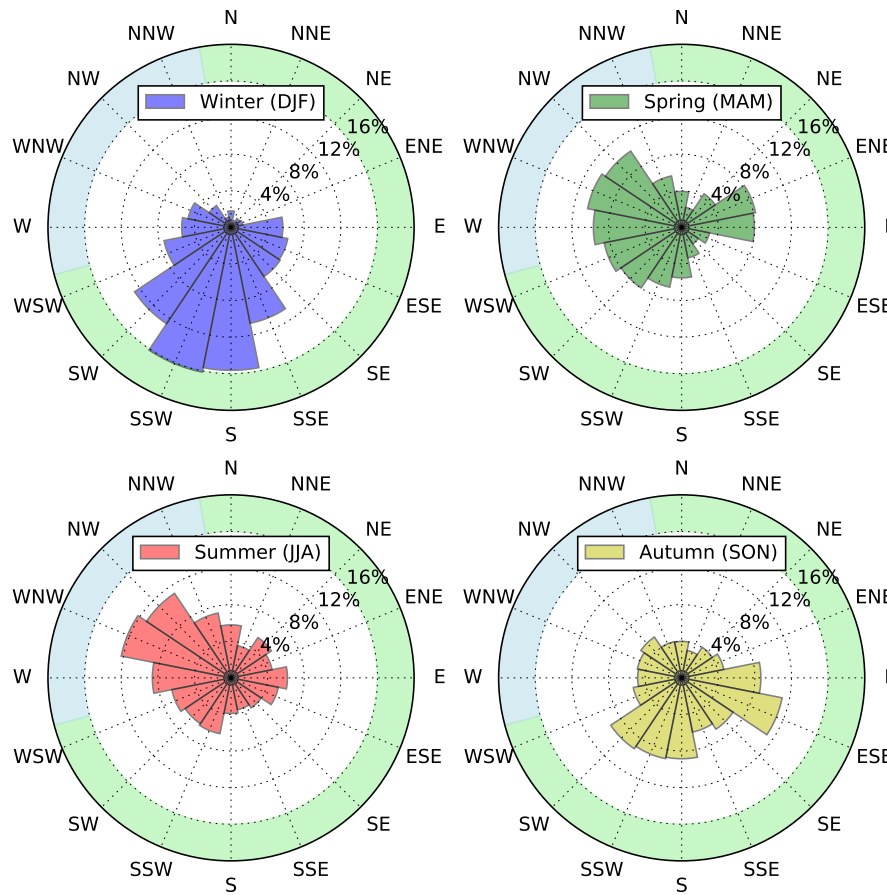 N
NNW NNE
NW NE
Winter (DJF)
16%
WNW 12% ENE
8%
4%
W E
WSW ESE
SW SE
SSW SSE
S
N
NNW NNE
NW NE
Spring (MAM)
16%
WNW 12% ENE
8%
4%
W
WSW ESE
SW SE
SSW SSE
S
N
NNW NNE
NW NE
Summer (JJA)
16%
WNW 12% ENE
8%
4%
W E
WSW ESE
SW SE
SSW SSE
S
N
NNW NNE
NW NE
Autumn (SON)
16%
WNW 12% ENE
8%
4%
W
WSW ESE
SW SE
SSW SSE
S